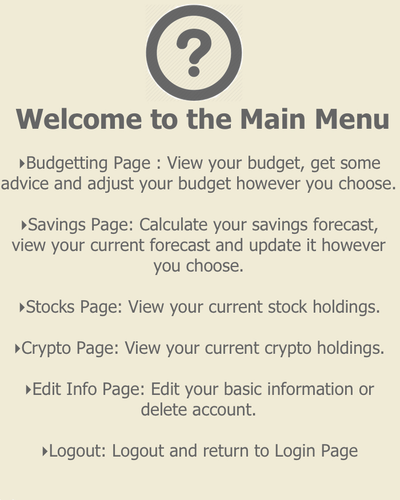 ?
Welcome to the Main Menu
‣Budgetting Page : View your budget, get some
advice and adjust your budget however you choose.
‣Savings Page: Calculate your savings forecast,
view your current forecast and update it however
you choose.
‣Stocks Page: View your current stock holdings.
‣Crypto Page: View your current crypto holdings.
‣Edit Info Page: Edit your basic information or
delete account.
‣Logout: Logout and return to Login Page